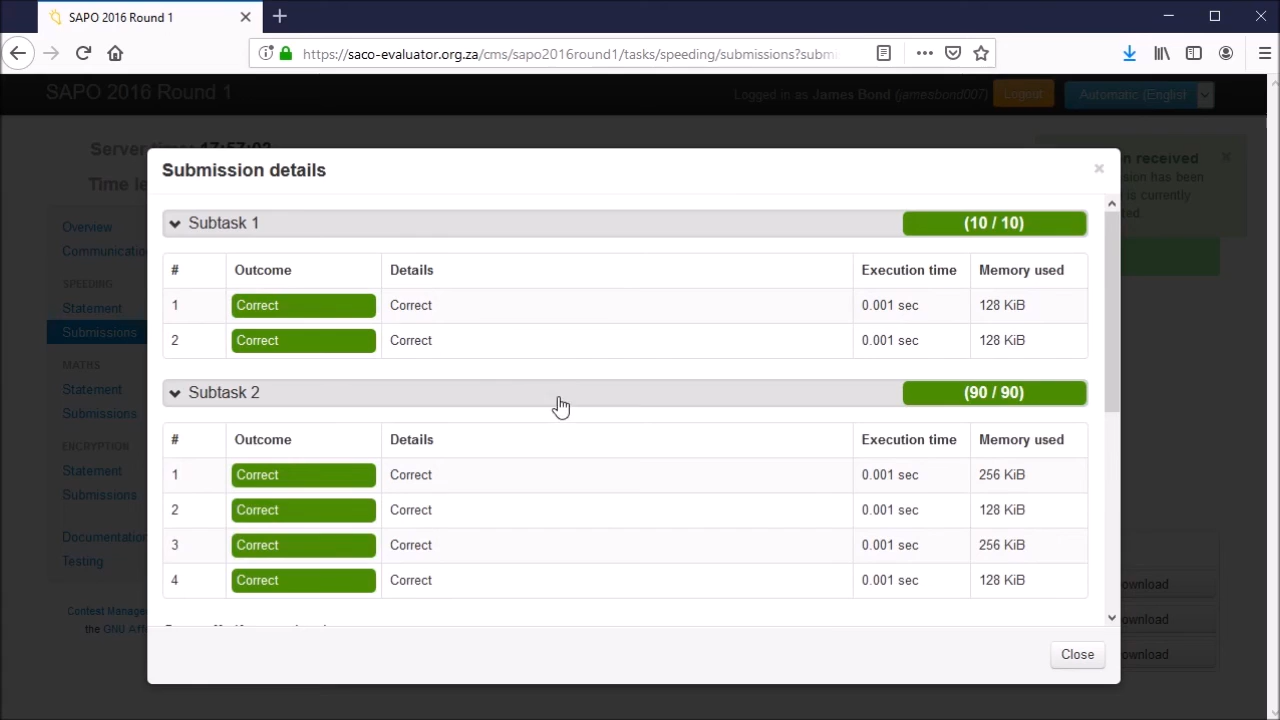 SAPO 2016 Round 1
https://saco-evaluator.org.za/cms/sapo2016round1/tasks/speeding/submissions?subm
SAPO 2016 Round 1
Logged in as James Bond (jamesbond007)
Logout
Automatic (English)
Server time: 17:57:02
Time le
received
sion has been
is currently
Overview
Communication
SPEEDING
Statement
Submissions
MATHS
Statement
Submissions
ENCRYPTION
Statement
Submissions
Documentation
Testing
Contest Manage
the GNU Aff
Submission details
Subtask 1 (10 / 10)
# Outcome Details Execution time Memory used
1 Correct Correct 0.001 sec 128 KiB
2 Correct Correct 0.001 sec 128 KiB
Subtask 2 (90 / 90)
# Outcome Details Execution time Memory used
1 Correct Correct 0.001 sec 256 KiB
2 Correct Correct 0.001 sec 128 KiB
3 Correct Correct 0.001 sec 256 KiB
4 Correct Correct 0.001 sec 128 KiB
Close
ownload
ownload
ownload